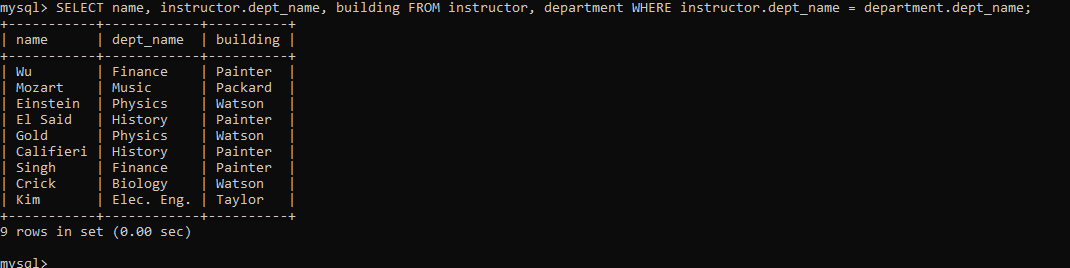 mysql> SELECT name, instructor.dept_name, building FROM instructor, department WHERE instructor.dept_name = department.dept_name;
+-----------+------------+----------+
| name      | dept_name  | building |
+-----------+------------+----------+
| Wu        | Finance    | Painter  |
| Mozart    | Music      | Packard  |
| Einstein  | Physics    | Watson   |
| El Said   | History    | Painter  |
| Gold      | Physics    | Watson   |
| Califieri | History    | Painter  |
| Singh     | Finance    | Painter  |
| Crick     | Biology    | Watson   |
| Kim       | Elec. Eng. | Taylor   |
+-----------+------------+----------+
9 rows in set (0.00 sec)
mysql>